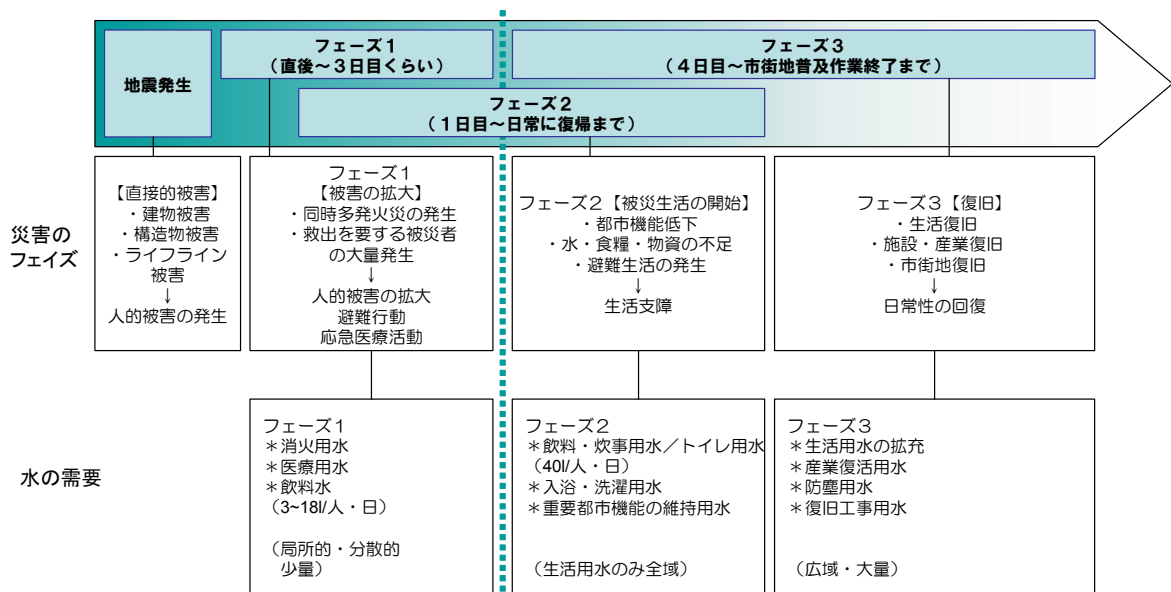 地震発生
フェーズ1
（直後～3日目くらい）
フェーズ2
（1日目～日常に復帰まで）
フェーズ3
（4日目～市街地普及作業終了まで）
災害の
フェイズ
【直接的被害】
・建物被害
・構造物被害
・ライフライン
被害
↓
人的被害の発生
フェーズ1
【被害の拡大】
・同時多発火災の発生
・救出を要する被災者
の大量発生
↓
人的被害の拡大
避難行動
応急医療活動
フェーズ2【被災生活の開始】
・都市機能低下
・水・食糧・物資の不足
・避難生活の発生
↓
生活支障
フェーズ3【復旧】
・生活復旧
・施設・産業復旧
・市街地復旧
↓
日常性の回復
水の需要
フェーズ1
＊消火用水
＊医療用水
＊飲料水
（3~18l/人・日）
（局所的・分散的
少量）
フェーズ2
＊飲料・炊事用水／トイレ用水
（40l/人・日）
＊入浴・洗濯用水
＊重要都市機能の維持用水
（生活用水のみ全域）
フェーズ3
＊生活用水の拡充
＊産業復活用水
＊防塵用水
＊復旧工事用水
（広域・大量）